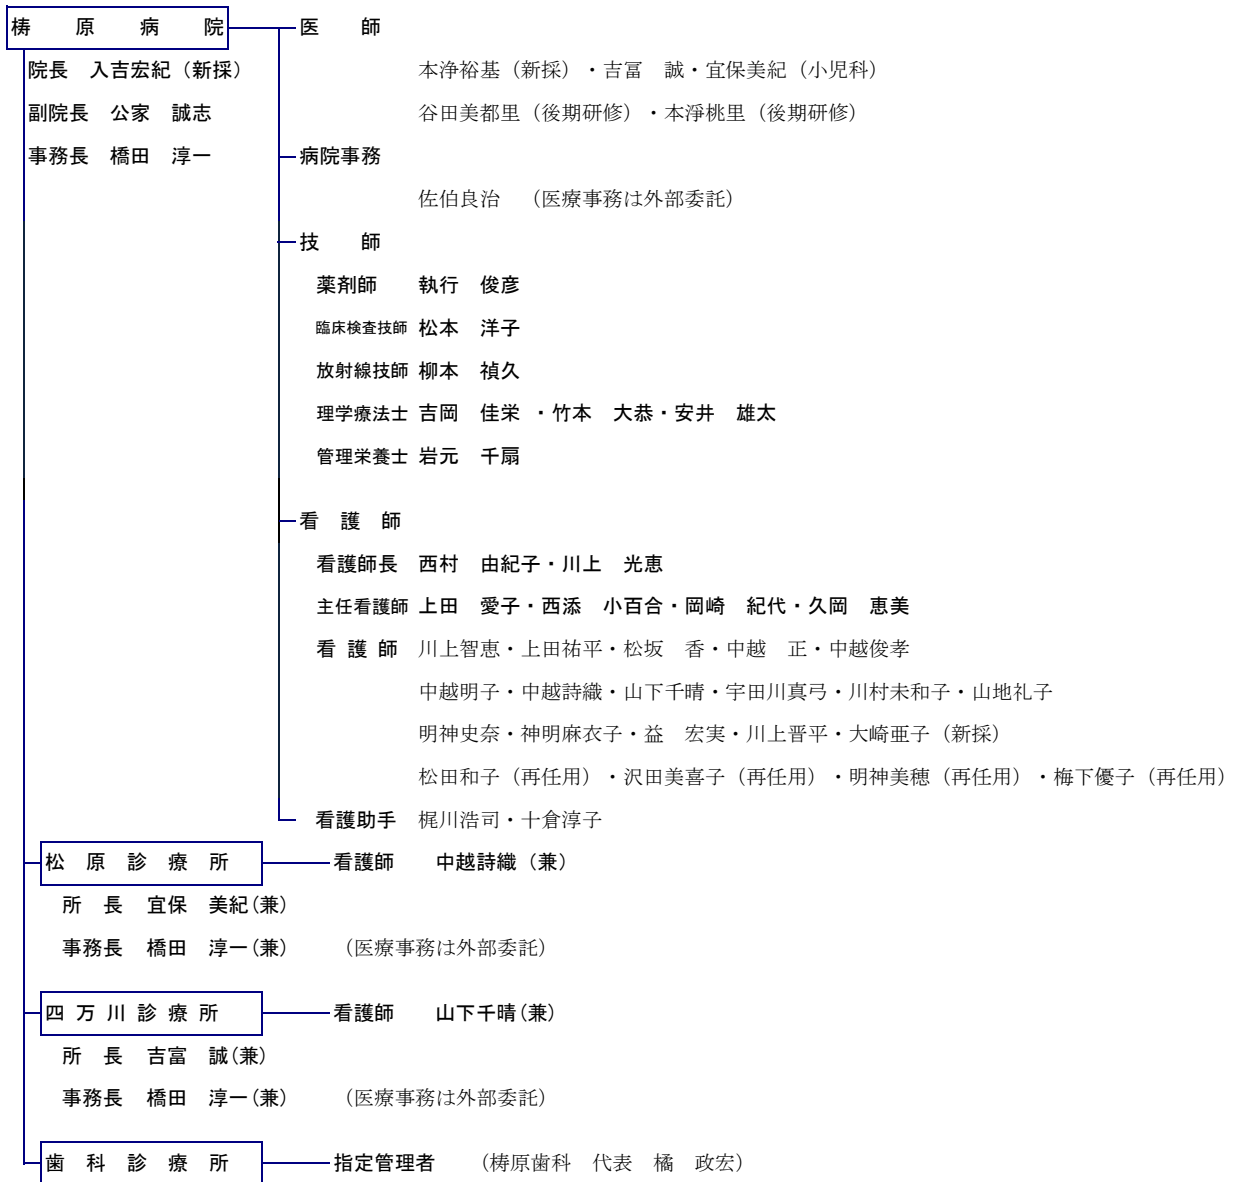 梼原病院 医師
院長 入吉宏紀（新採） 本浄裕基（新採）・吉冨 誠・宜保美紀（小児科）
副院長 公家 誠志 谷田美都里（後期研修）・本淨桃里（後期研修）
事務長 橋田 淳一 病院事務
佐伯良治 （医療事務は外部委託）
技師
薬剤師 執行 俊彦
臨床検査技師 松本 洋子
放射線技師 柳本 禎久
理学療法士 吉岡 佳栄 ・竹本 大恭・安井 雄太
管理栄養士 岩元 千扇
看護師
看護師長 西村 由紀子・川上 光恵
主任看護師 上田 愛子・西添 小百合・岡崎 紀代・久岡 恵美
看護師 川上智恵・上田祐平・松坂 香・中越 正・中越俊孝
中越明子・中越詩織・山下千晴・宇田川真弓・川村未和子・山地礼子
明神史奈・神明麻衣子・益 宏実・川上晋平・大崎亜子（新採）
松田和子（再任用）・沢田美喜子（再任用）・明神美穂（再任用）・梅下優子（再任用）
看護助手 梶川浩司・十倉淳子
松原診療所 看護師 中越詩織（兼）
所長 宜保 美紀(兼)
事務長 橋田 淳一(兼) （医療事務は外部委託）
四万川診療所 看護師 山下千晴(兼)
所長 吉富 誠(兼)
事務長 橋田 淳一(兼) （医療事務は外部委託）
歯科診療所 指定管理者 （梼原歯科 代表 橘 政宏）